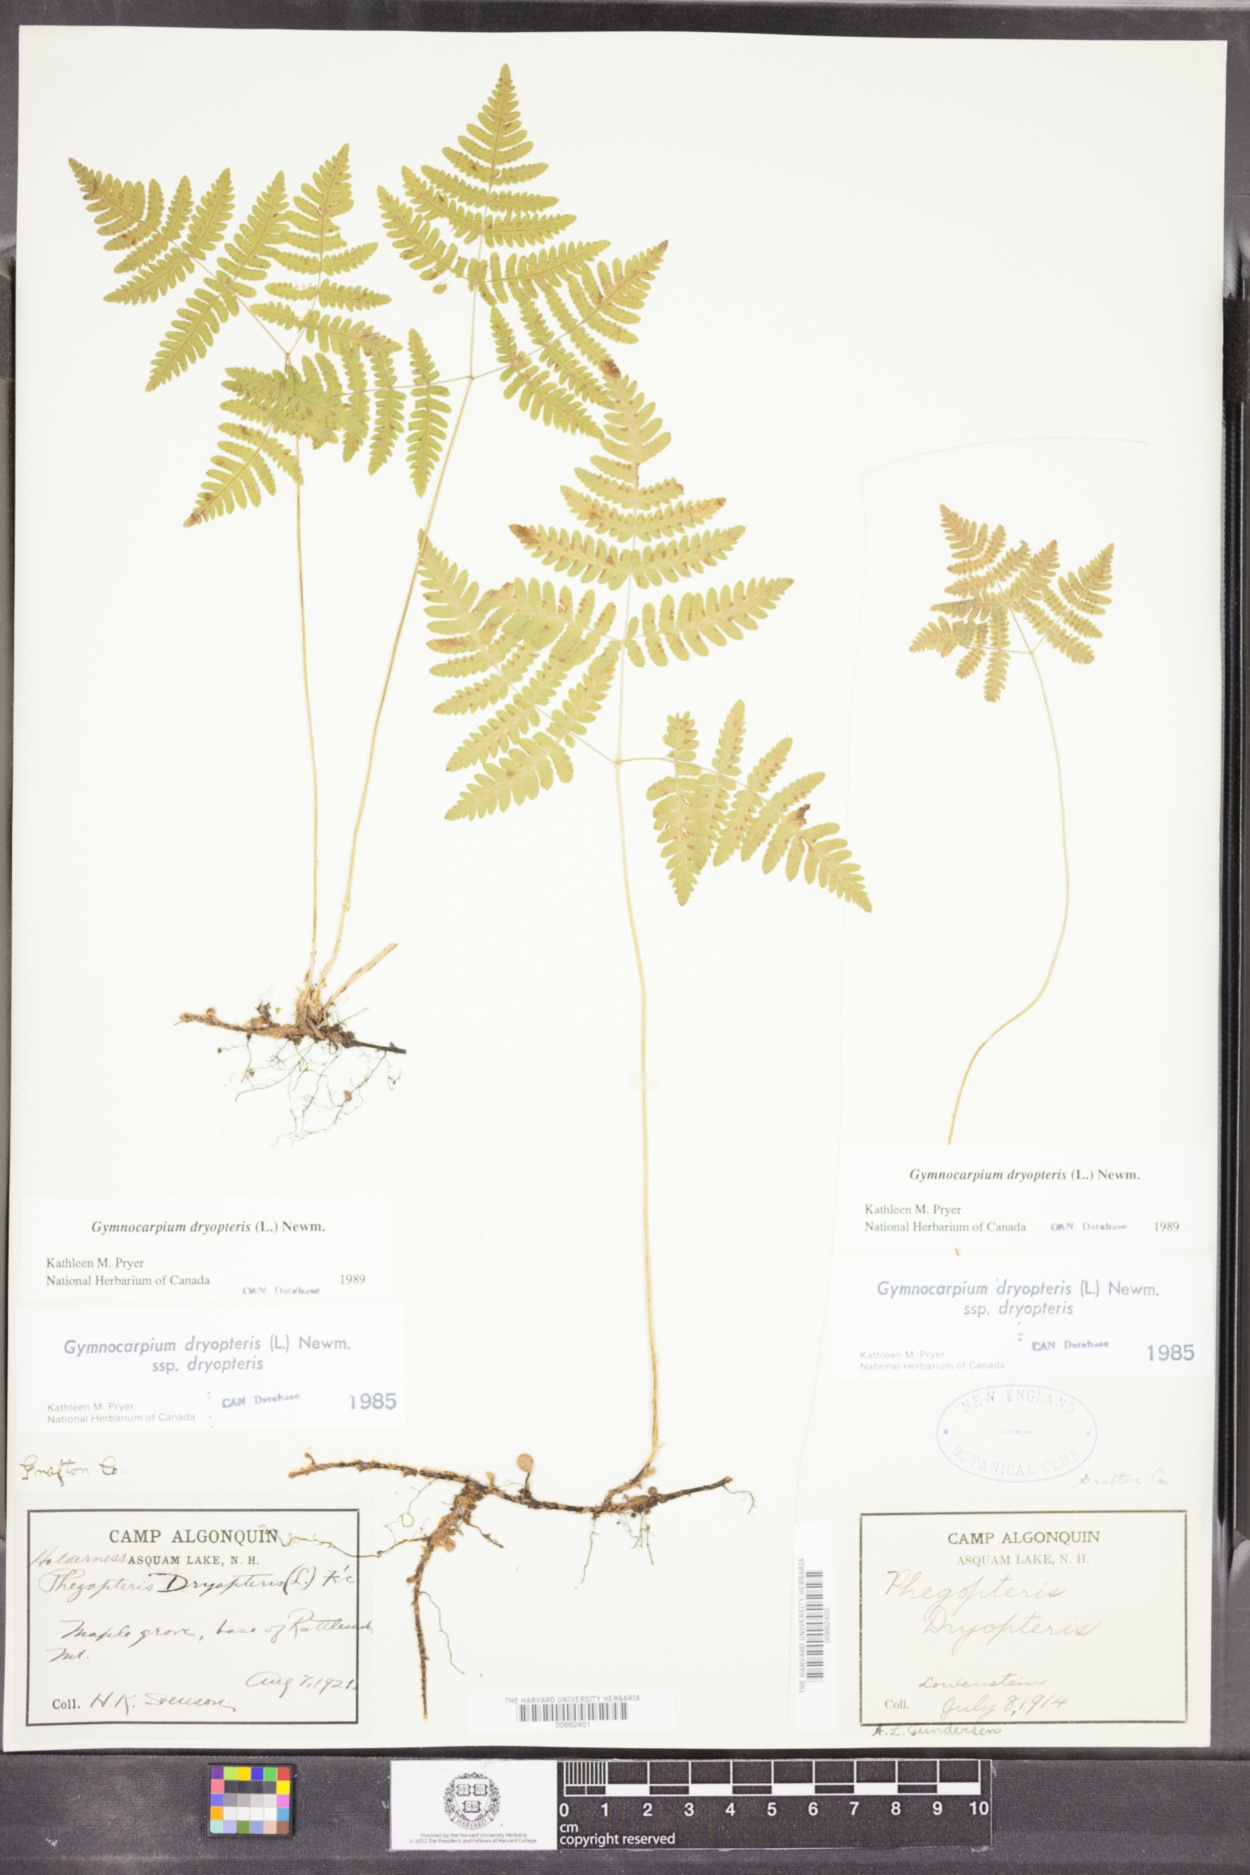 Gymnocarpium dryopteris (L.) Newm.
Kathleen M. Pryer
National Herbarium of Canada CAN Database 1989
Gymnocarpium dryopteris (L.) Newm.
ssp. dryopteris
Kathleen M. Pryer
National Herbarium of Canada
CAN Database 1985
Grafton Co.
CAMP ALGONQUIN
Holderness ASQUAM LAKE, N. H.
Phegopteris Dryopteris (L.) Fée
Maple grove, base of
Mt.
Aug 7, 1921
Coll. H. K. Svenson
THE HARVARD UNIVERSITY HERBARIA
00662401
Gymnocarpium dryopteris (L.) Newm.
Kathleen M. Pryer
National Herbarium of Canada CAN Database 1989
Gymnocarpium dryopteris (L.) Newm.
ssp. dryopteris
CAN Database 1985
Kathleen M. Pryer
National Herbarium of Canada
NEW ENGLAND
BOTANICAL CLUB
Grafton Co
THE HARVARD UNIVERSITY HERBARIA
00662400
CAMP ALGONQUIN
ASQUAM LAKE, N. H.
Phegopteris
Dryopteris
Lowenstein
Coll. July 8, 1914
A. L. Gundersen
HARVARD
Provided by the Harvard University Herbaria
© 2012 The President and Fellows of Harvard College
0 1 2 3 4 5 6 7 8 9 10
cm
copyright reserved